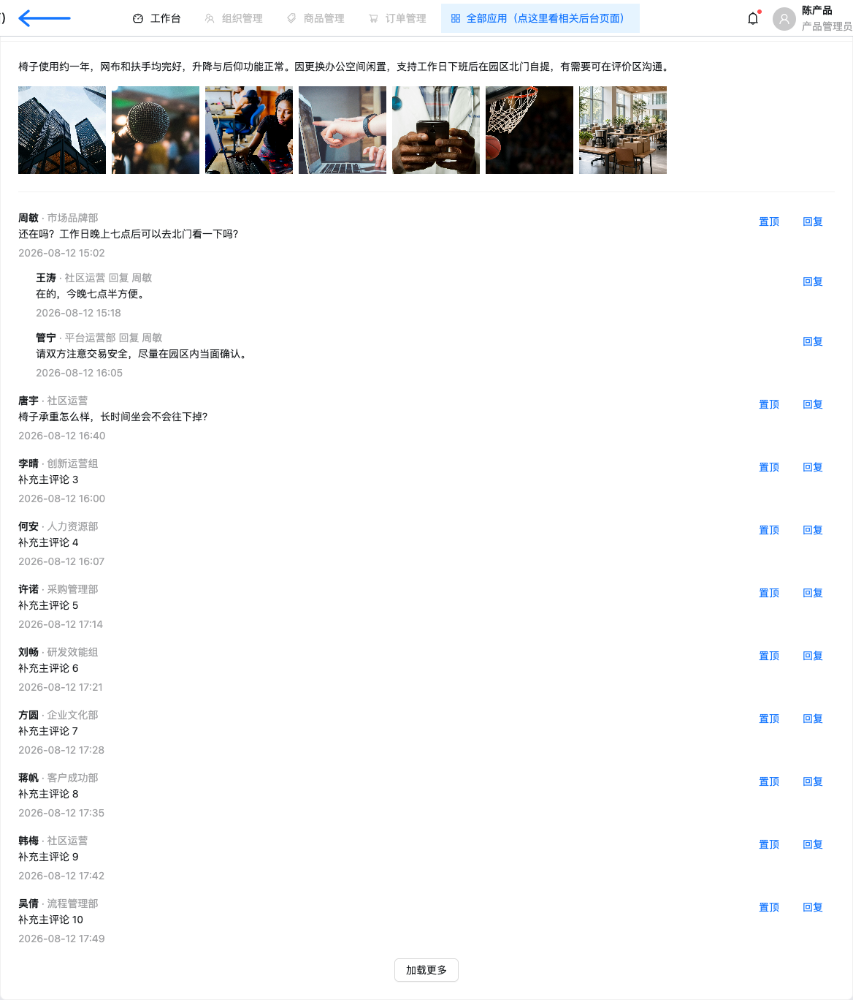 )
工作台
组织管理
商品管理
订单管理
全部应用（点这里看相关后台页面）
陈产品
产品管理员
椅子使用约一年，网布和扶手均完好，升降与后仰功能正常。因更换办公空间闲置，支持工作日下班后在园区北门自提，有需要可在评价区沟通。
周敏 · 市场品牌部
置顶 回复
还在吗？工作日晚上七点后可以去北门看一下吗？
2026-08-12 15:02
王涛 · 社区运营 回复 周敏
回复
在的，今晚七点半方便。
2026-08-12 15:18
管宁 · 平台运营部 回复 周敏
回复
请双方注意交易安全，尽量在园区内当面确认。
2026-08-12 16:05
唐宇 · 社区运营
置顶 回复
椅子承重怎么样，长时间坐会不会往下掉？
2026-08-12 16:40
李晴 · 创新运营组
置顶 回复
补充主评论 3
2026-08-12 16:00
何安 · 人力资源部
置顶 回复
补充主评论 4
2026-08-12 16:07
许诺 · 采购管理部
置顶 回复
补充主评论 5
2026-08-12 17:14
刘畅 · 研发效能组
置顶 回复
补充主评论 6
2026-08-12 17:21
方圆 · 企业文化部
置顶 回复
补充主评论 7
2026-08-12 17:28
蒋帆 · 客户成功部
置顶 回复
补充主评论 8
2026-08-12 17:35
韩梅 · 社区运营
置顶 回复
补充主评论 9
2026-08-12 17:42
吴倩 · 流程管理部
置顶 回复
补充主评论 10
2026-08-12 17:49
加载更多